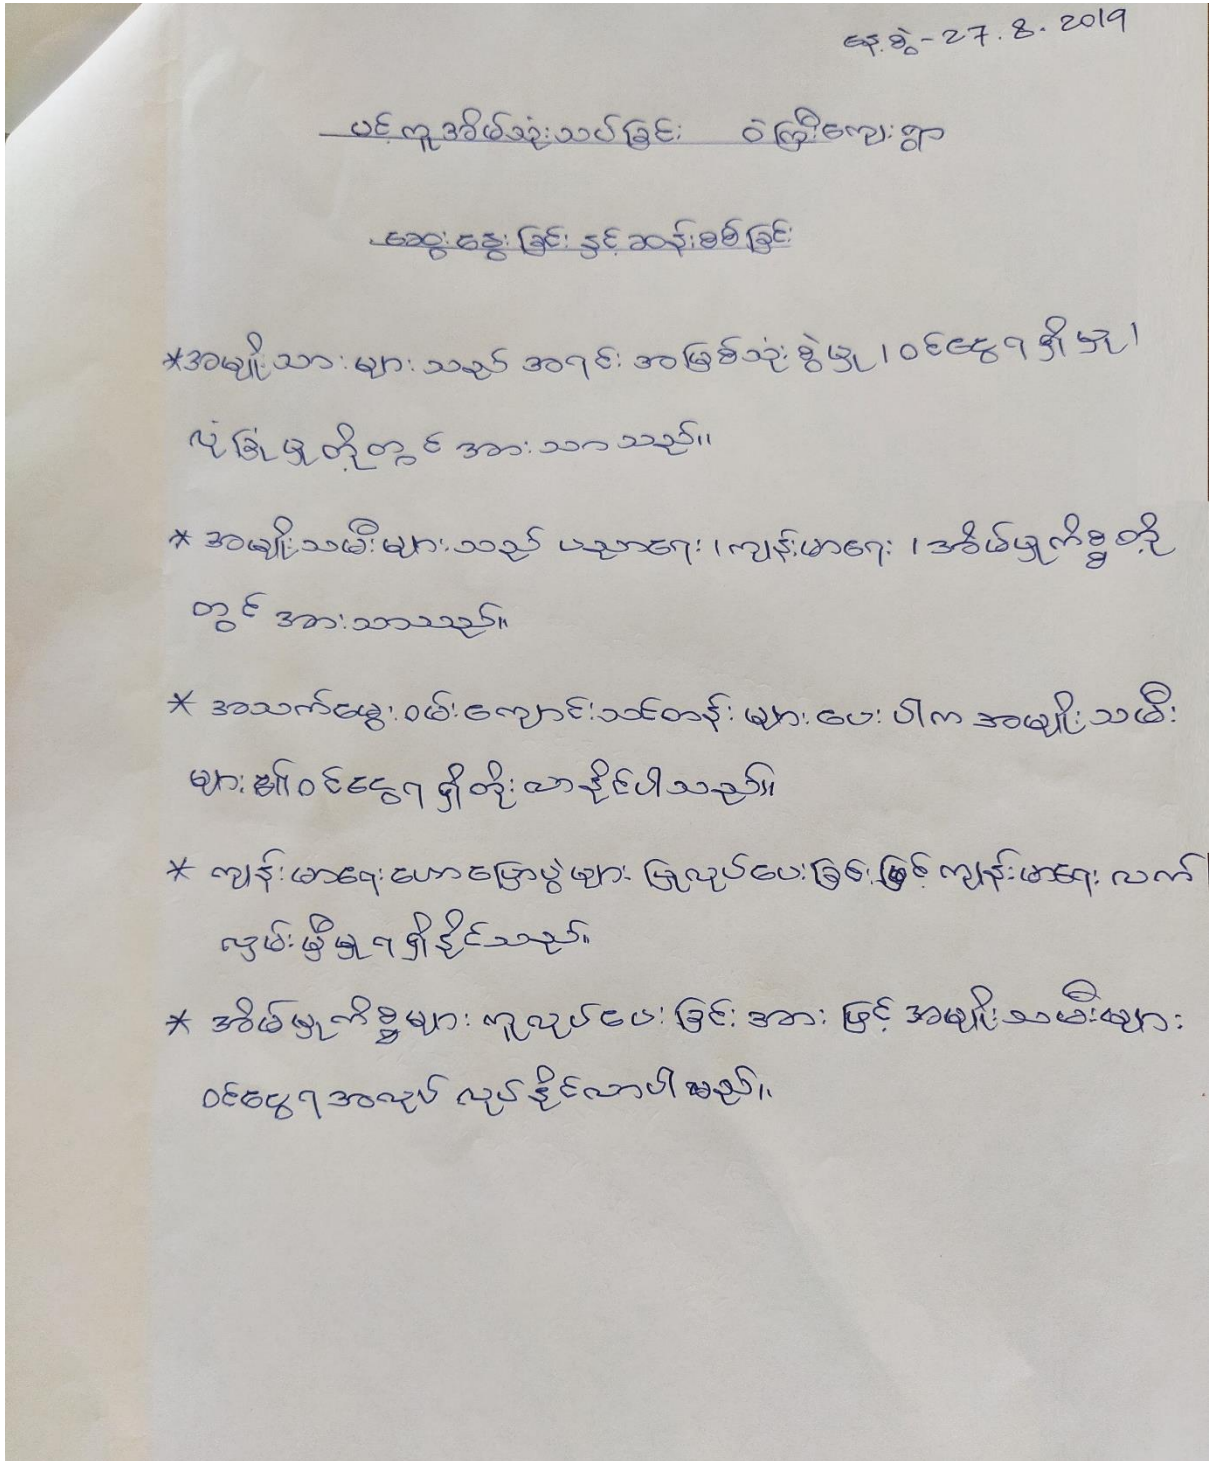 နေ့စွဲ - 27.8.2019
ပင့်ကူအိမ်သုံးသပ်ခြင်း ဝဲကြီးကျေးရွာ
ဆွေးနွေးခြင်းနှင့်ဆန်းစစ်ခြင်း
*အမျိုးသားများသည် အရင်းအမြစ်သုံးစွဲမှု၊ဝင်ငွေရရှိမှု၊
လုံခြုံမှုတို့တွင် အားသာသည်။
* အမျိုးသမီးများသည် ပညာရေး၊ကျန်းမာရေး၊အိမ်မှုကိစ္စတို့
တွင် အားသာသည်။
* အသက်မွေးဝမ်းကျောင်းသင်တန်းများပေးပါက အမျိုးသမီး
များ၏ဝင်ငွေရရှိတိုးလာနိုင်ပါသည်။
* ကျန်းမာရေးဟောပြောပွဲများ ပြုလုပ်ပေးခြင်းဖြင့်ကျန်းမာရေးလက်
လှမ်းမှီမှုရရှိနိုင်သည်။
* အိမ်မှုကိစ္စများကူလုပ်ပေးခြင်းအားဖြင့်အမျိုးသမီးများ
ဝင်ငွေရအလုပ်လုပ်နိုင်လာပါမည်။